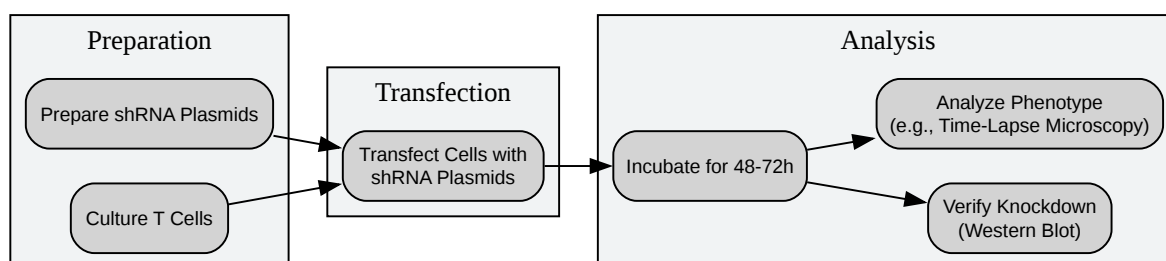 Preparation
Prepare shRNA Plasmids
Culture T Cells
Transfection
Transfect Cells with
shRNA Plasmids
Analysis
Incubate for 48-72h
Analyze Phenotype
(e.g., Time-Lapse Microscopy)
Verify Knockdown
(Western Blot)